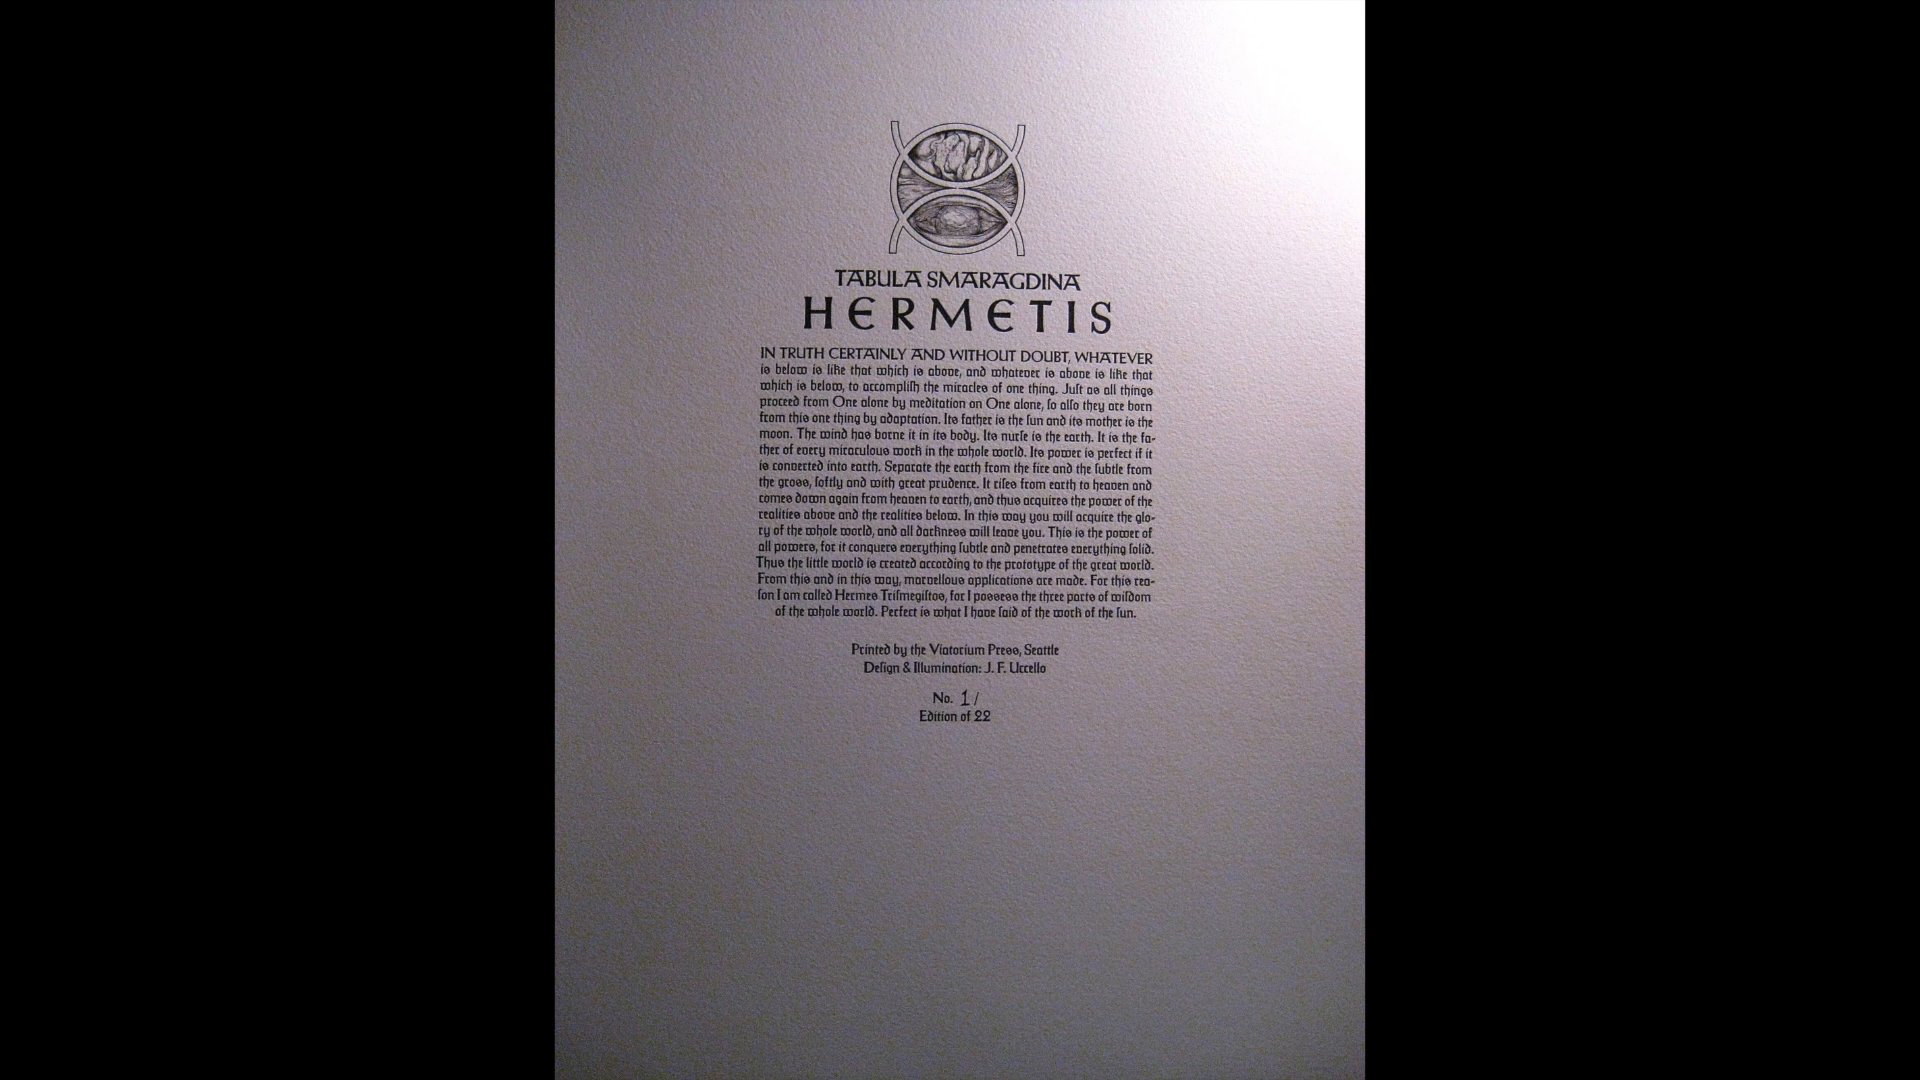 TABULA SMARAGDINA
HERMETIS
IN TRUTH CERTAINLY AND WITHOUT DOUBT, WHATEVER
is below is like that which is above, and whatever is above is like that
which is below, to accompliſh the miracles of one thing. Juſt as all things
proceed from One alone by meditation on One alone, ſo alſo they are born
from this one thing by adaptation. Its father is the ſun and its mother is the
moon. The wind has borne it in its body. Its nurſe is the earth. It is the fa-
ther of every miraculous work in the whole world. Its power is perfect if it
is converted into earth. Separate the earth from the fire and the ſubtle from
the gross, ſoftly and with great prudence. It riſes from earth to heaven and
comes down again from heaven to earth, and thus acquires the power of the
realities above and the realities below. In this way you will acquire the glo-
ry of the whole world, and all darkness will leave you. This is the power of
all powers, for it conquers everything ſubtle and penetrates everything ſolid.
Thus the little world is created according to the prototype of the great world.
From this and in this way, marvellous applications are made. For this rea-
ſon I am called Hermes Triſmegiſtos, for I possess the three parts of wiſdom
of the whole world. Perfect is what I have ſaid of the work of the ſun.
Printed by the Viatorium Press, Seattle
Deſign & Illumination: J. F. Uccello
No. 1/
Edition of 22